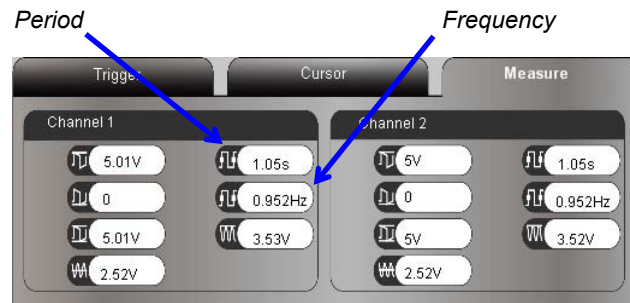 Period Frequency
Trigger Cursor Measure
Channel 1 Channel 2
5.01V 1.05s 5V 1.05s
0 0.952Hz 0 0.952Hz
5.01V 3.53V 5V 3.52V
2.52V 2.52V